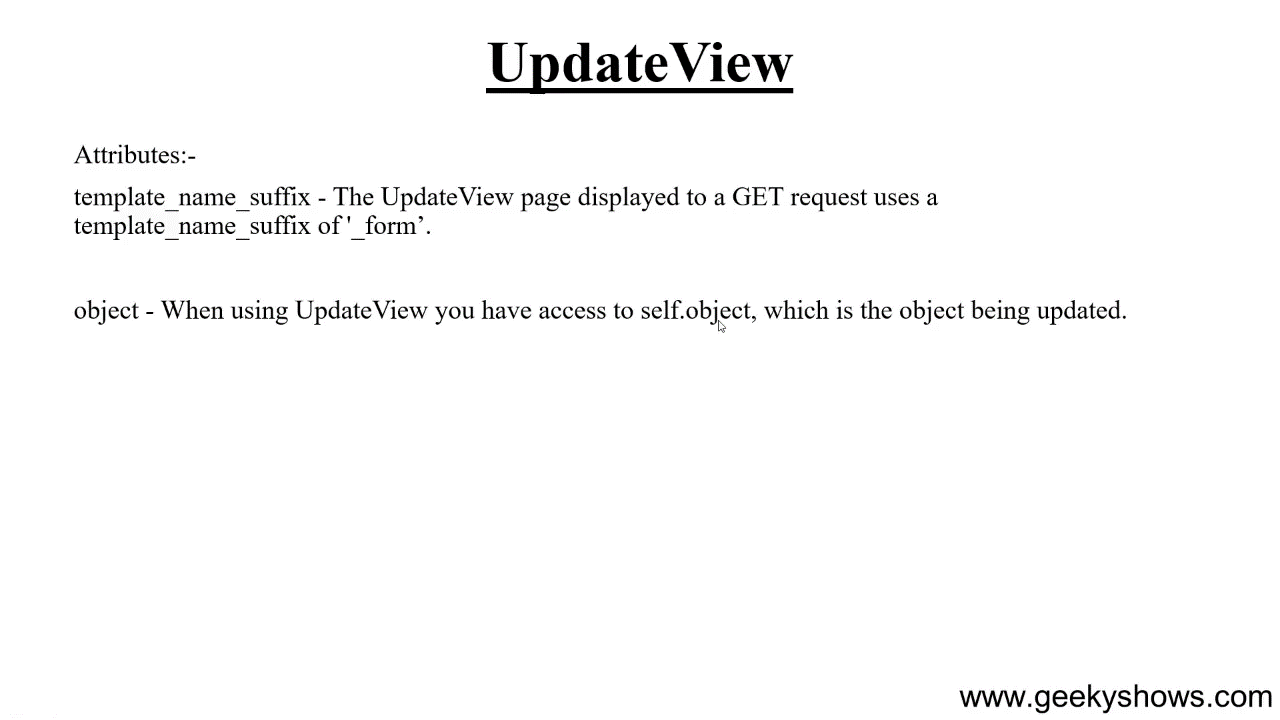 UpdateView
Attributes:-
template_name_suffix - The UpdateView page displayed to a GET request uses a
template_name_suffix of '_form’.
object - When using UpdateView you have access to self.object, which is the object being updated.
www.geekyshows.com